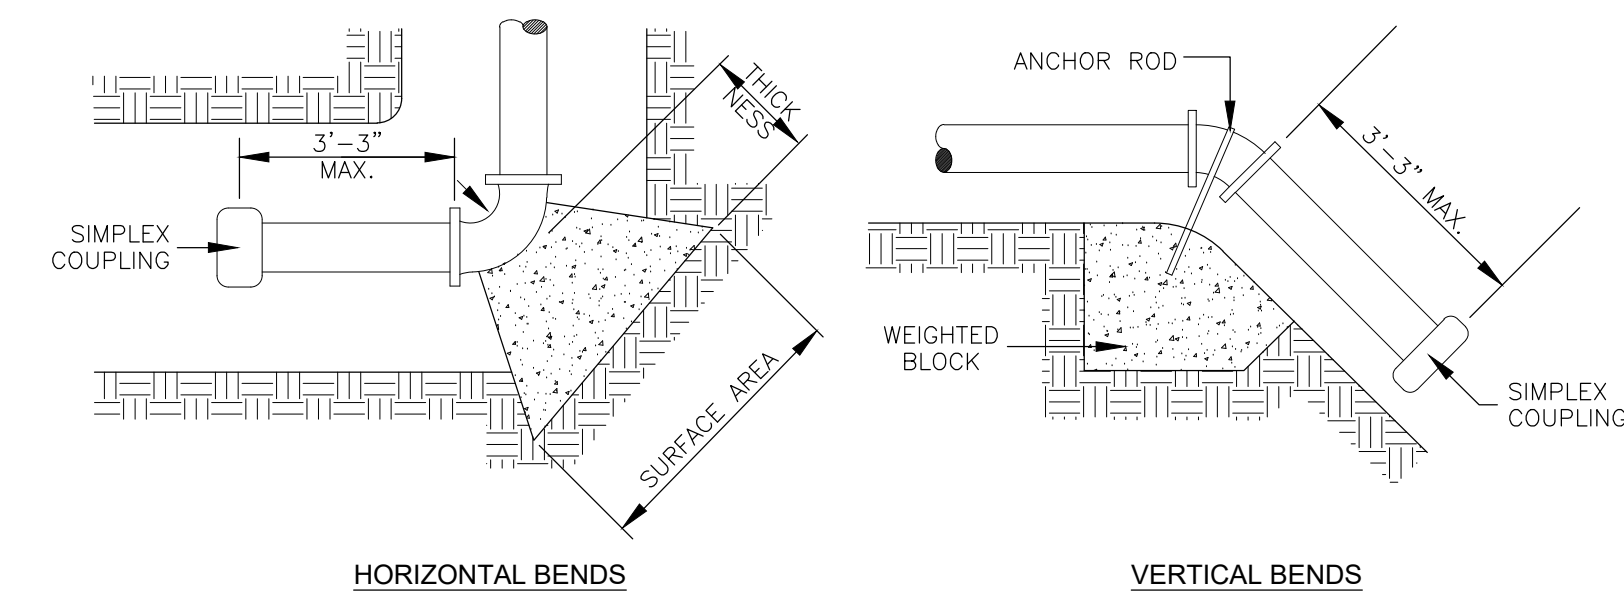 THICK
NESS
3'-3"
MAX.
SIMPLEX
COUPLING
SURFACE AREA
HORIZONTAL BENDS
ANCHOR ROD
3'-3" MAX.
WEIGHTED
BLOCK
SIMPLEX
COUPLING
VERTICAL BENDS